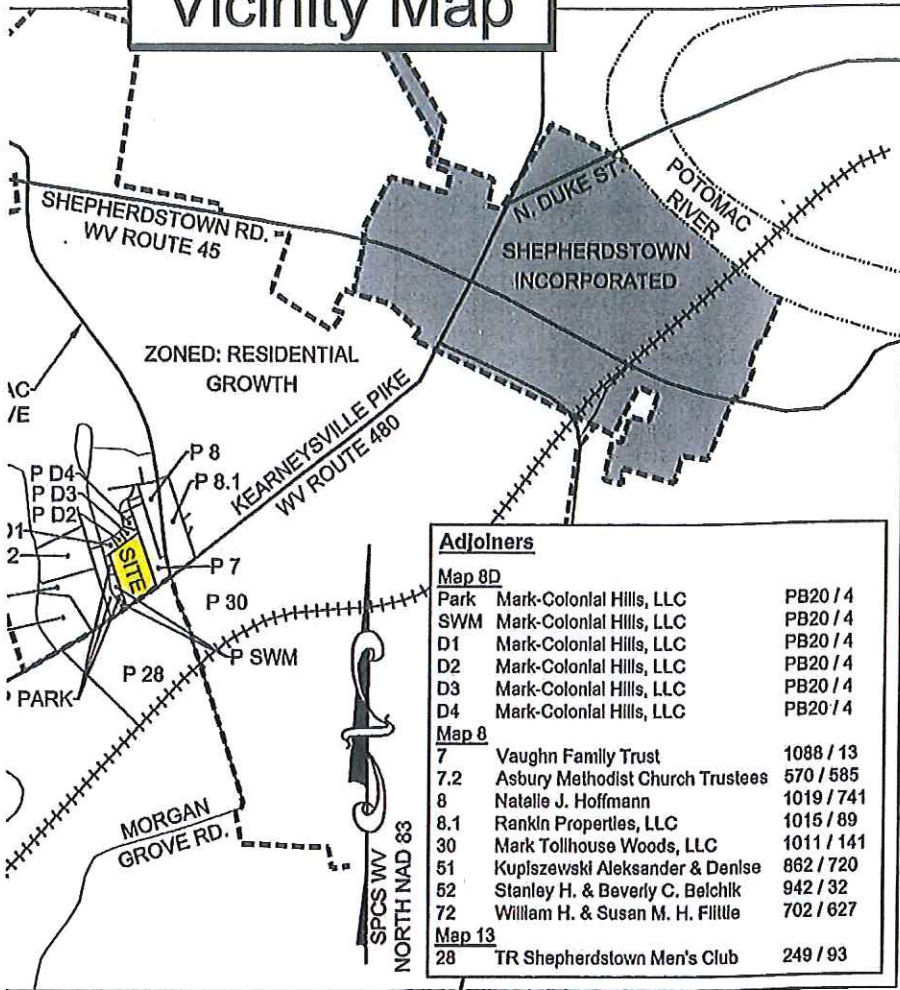 Vicinity Map
POTOMAC
RIVER
N. DUKE ST.
SHEPHERDSTOWN RD.
WV ROUTE 45
SHEPHERDSTOWN
INCORPORATED
ZONED: RESIDENTIAL
GROWTH
AC
VE
KEARNEYSVILLE PIKE
WV ROUTE 480
P 8
P 8.1
P D4
P D3
P D2
D1
2
SITE
P 7
P 30
P SWM
P 28
P PARK
MORGAN
GROVE RD.
SPCS WV
NORTH NAD 83
Adjoiners
Map 8D
Park Mark-Colonial Hills, LLC PB20 / 4
SWM Mark-Colonial Hills, LLC PB20 / 4
D1 Mark-Colonial Hills, LLC PB20 / 4
D2 Mark-Colonial Hills, LLC PB20 / 4
D3 Mark-Colonial Hills, LLC PB20 / 4
D4 Mark-Colonial Hills, LLC PB20 / 4
Map 8
7 Vaughn Family Trust 1088 / 13
7.2 Asbury Methodist Church Trustees 570 / 585
8 Natalie J. Hoffmann 1019 / 741
8.1 Rankin Properties, LLC 1015 / 89
30 Mark Tollhouse Woods, LLC 1011 / 141
51 Kupiszewski Aleksander & Denise 862 / 720
52 Stanley H. & Beverly C. Belchik 942 / 32
72 William H. & Susan M. H. Flittie 702 / 627
Map 13
28 TR Shepherdstown Men's Club 249 / 93